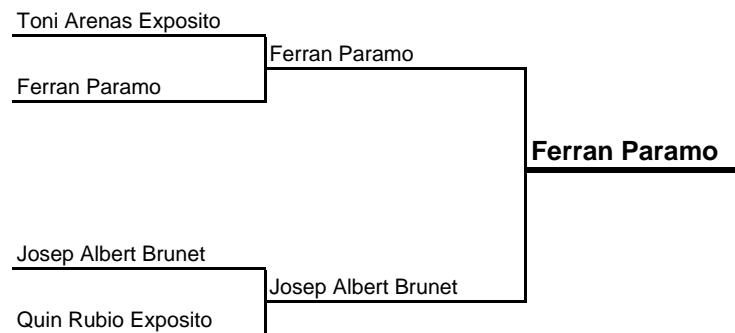 Toni Arenas Exposito
Ferran Paramo
Ferran Paramo
Ferran Paramo
Josep Albert Brunet
Josep Albert Brunet
Quin Rubio Exposito